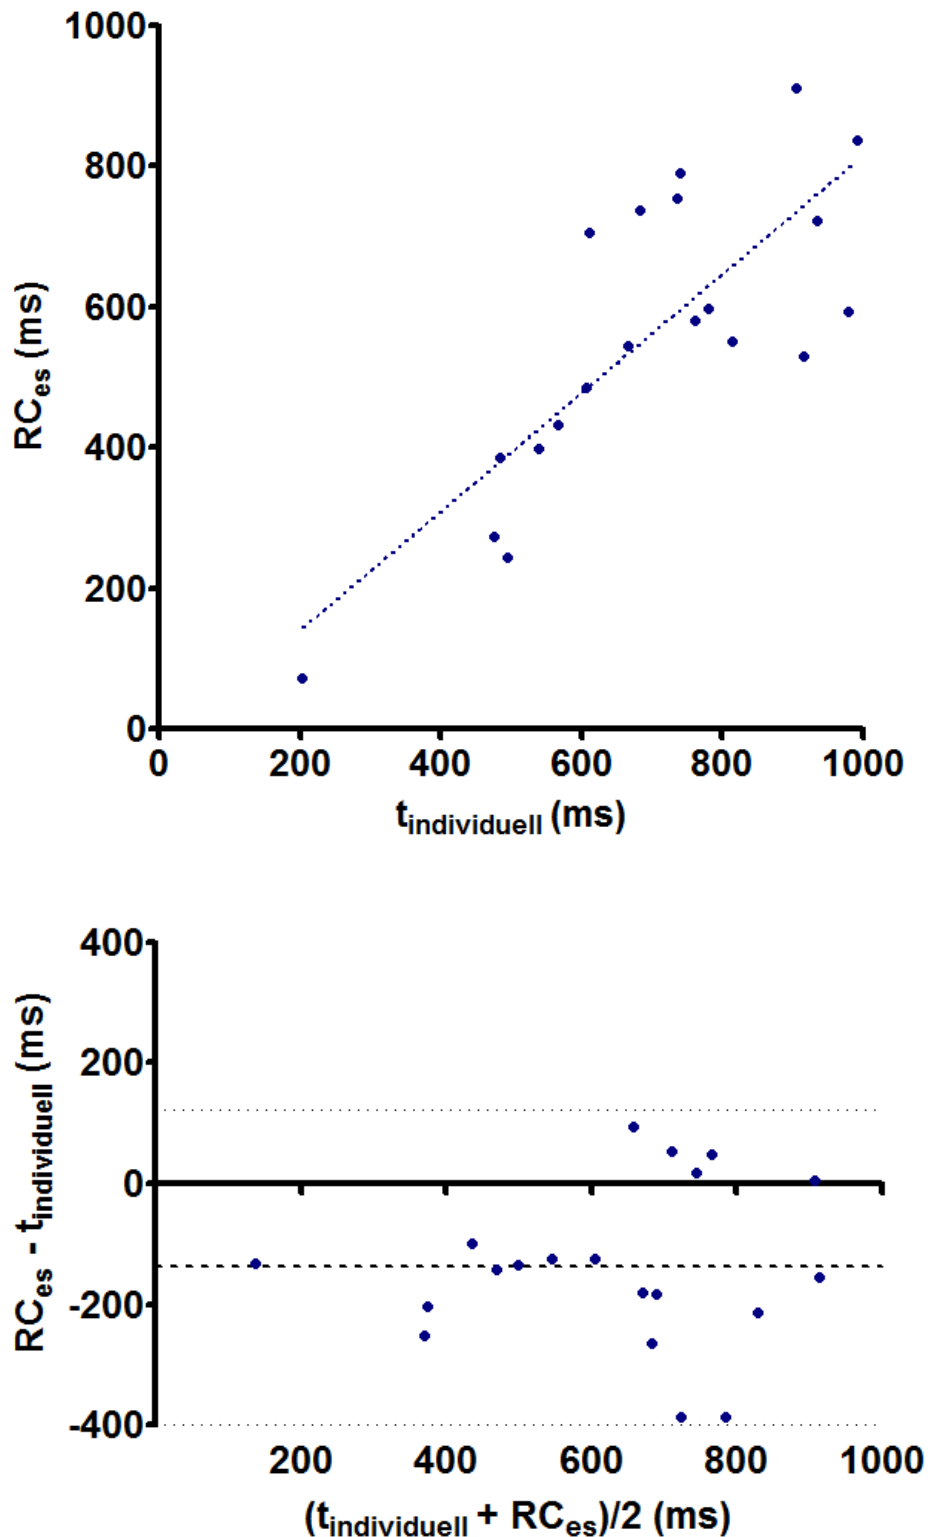 1000
800
600
400
200
0
RCes (ms)
0 200 400 600 800 1000
tindividuell (ms)
400
200
0
-200
-400
RCes - tindividuell (ms)
200 400 600 800 1000
(tindividuell + RCes)/2 (ms)